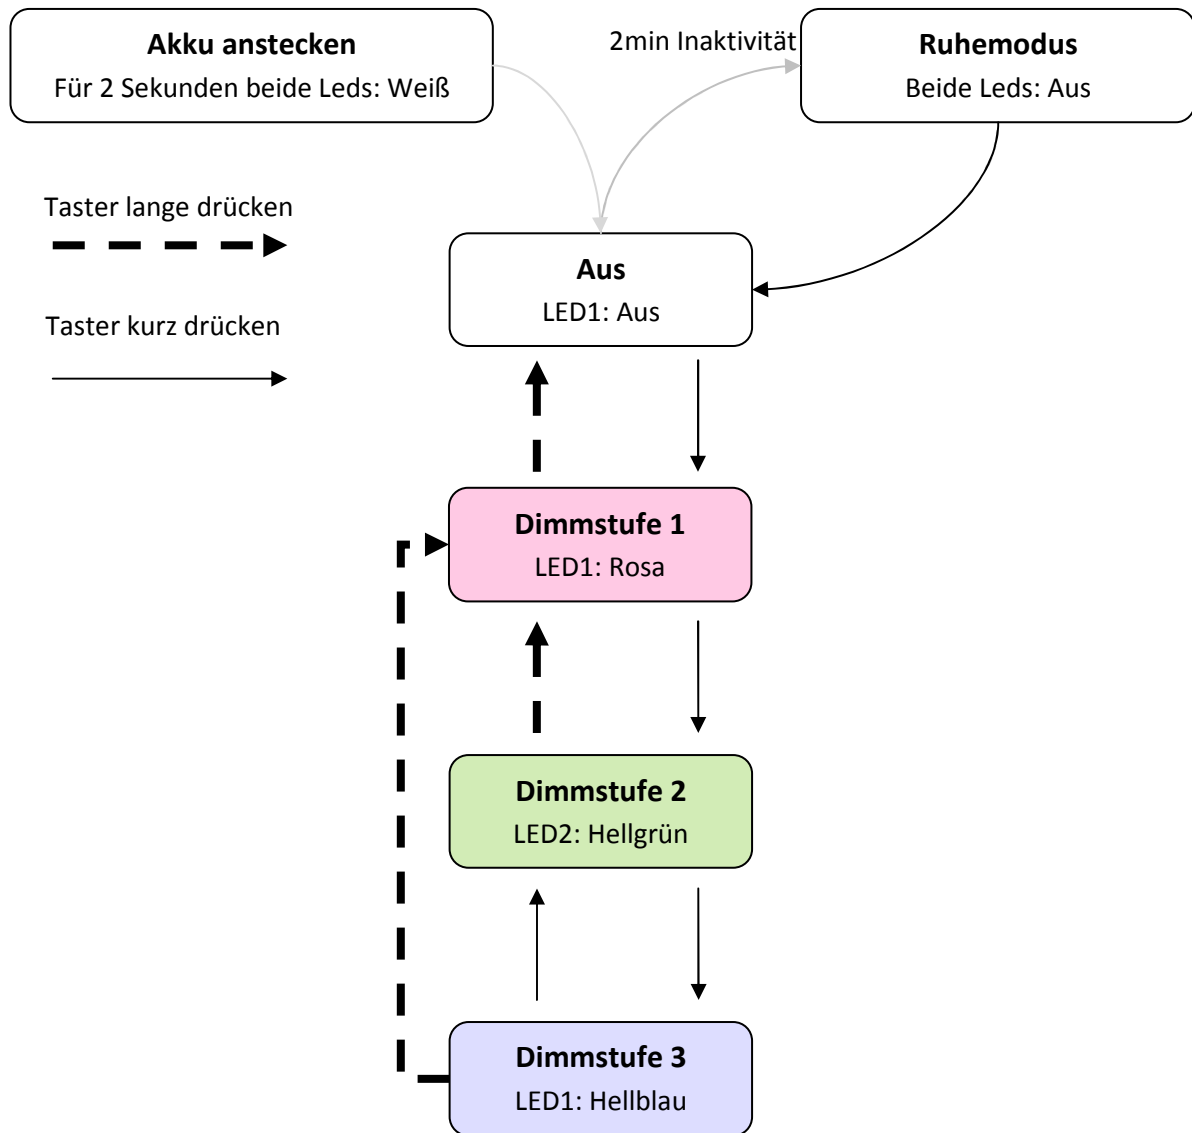 Akku anstecken
Für 2 Sekunden beide Leds: Weiß
2min Inaktivität
Ruhemodus
Beide Leds: Aus
Taster lange drücken
Taster kurz drücken
Aus
LED1: Aus
Dimmstufe 1
LED1: Rosa
Dimmstufe 2
LED2: Hellgrün
Dimmstufe 3
LED1: Hellblau